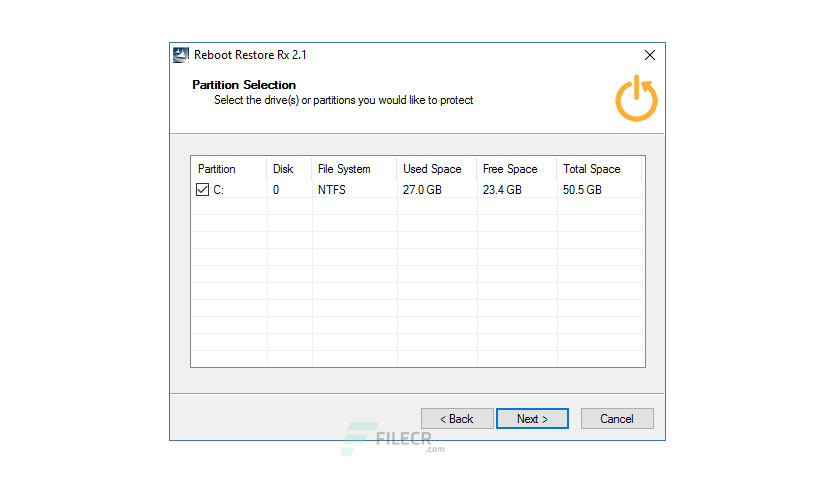 Reboot Restore Rx 2.1
Partition Selection
Select the drive(s) or partitions you would like to protect
Partition Disk File System Used Space Free Space Total Space
C: 0 NTFS 27.0 GB 23.4 GB 50.5 GB
< Back Next > Cancel
FILECR
.com